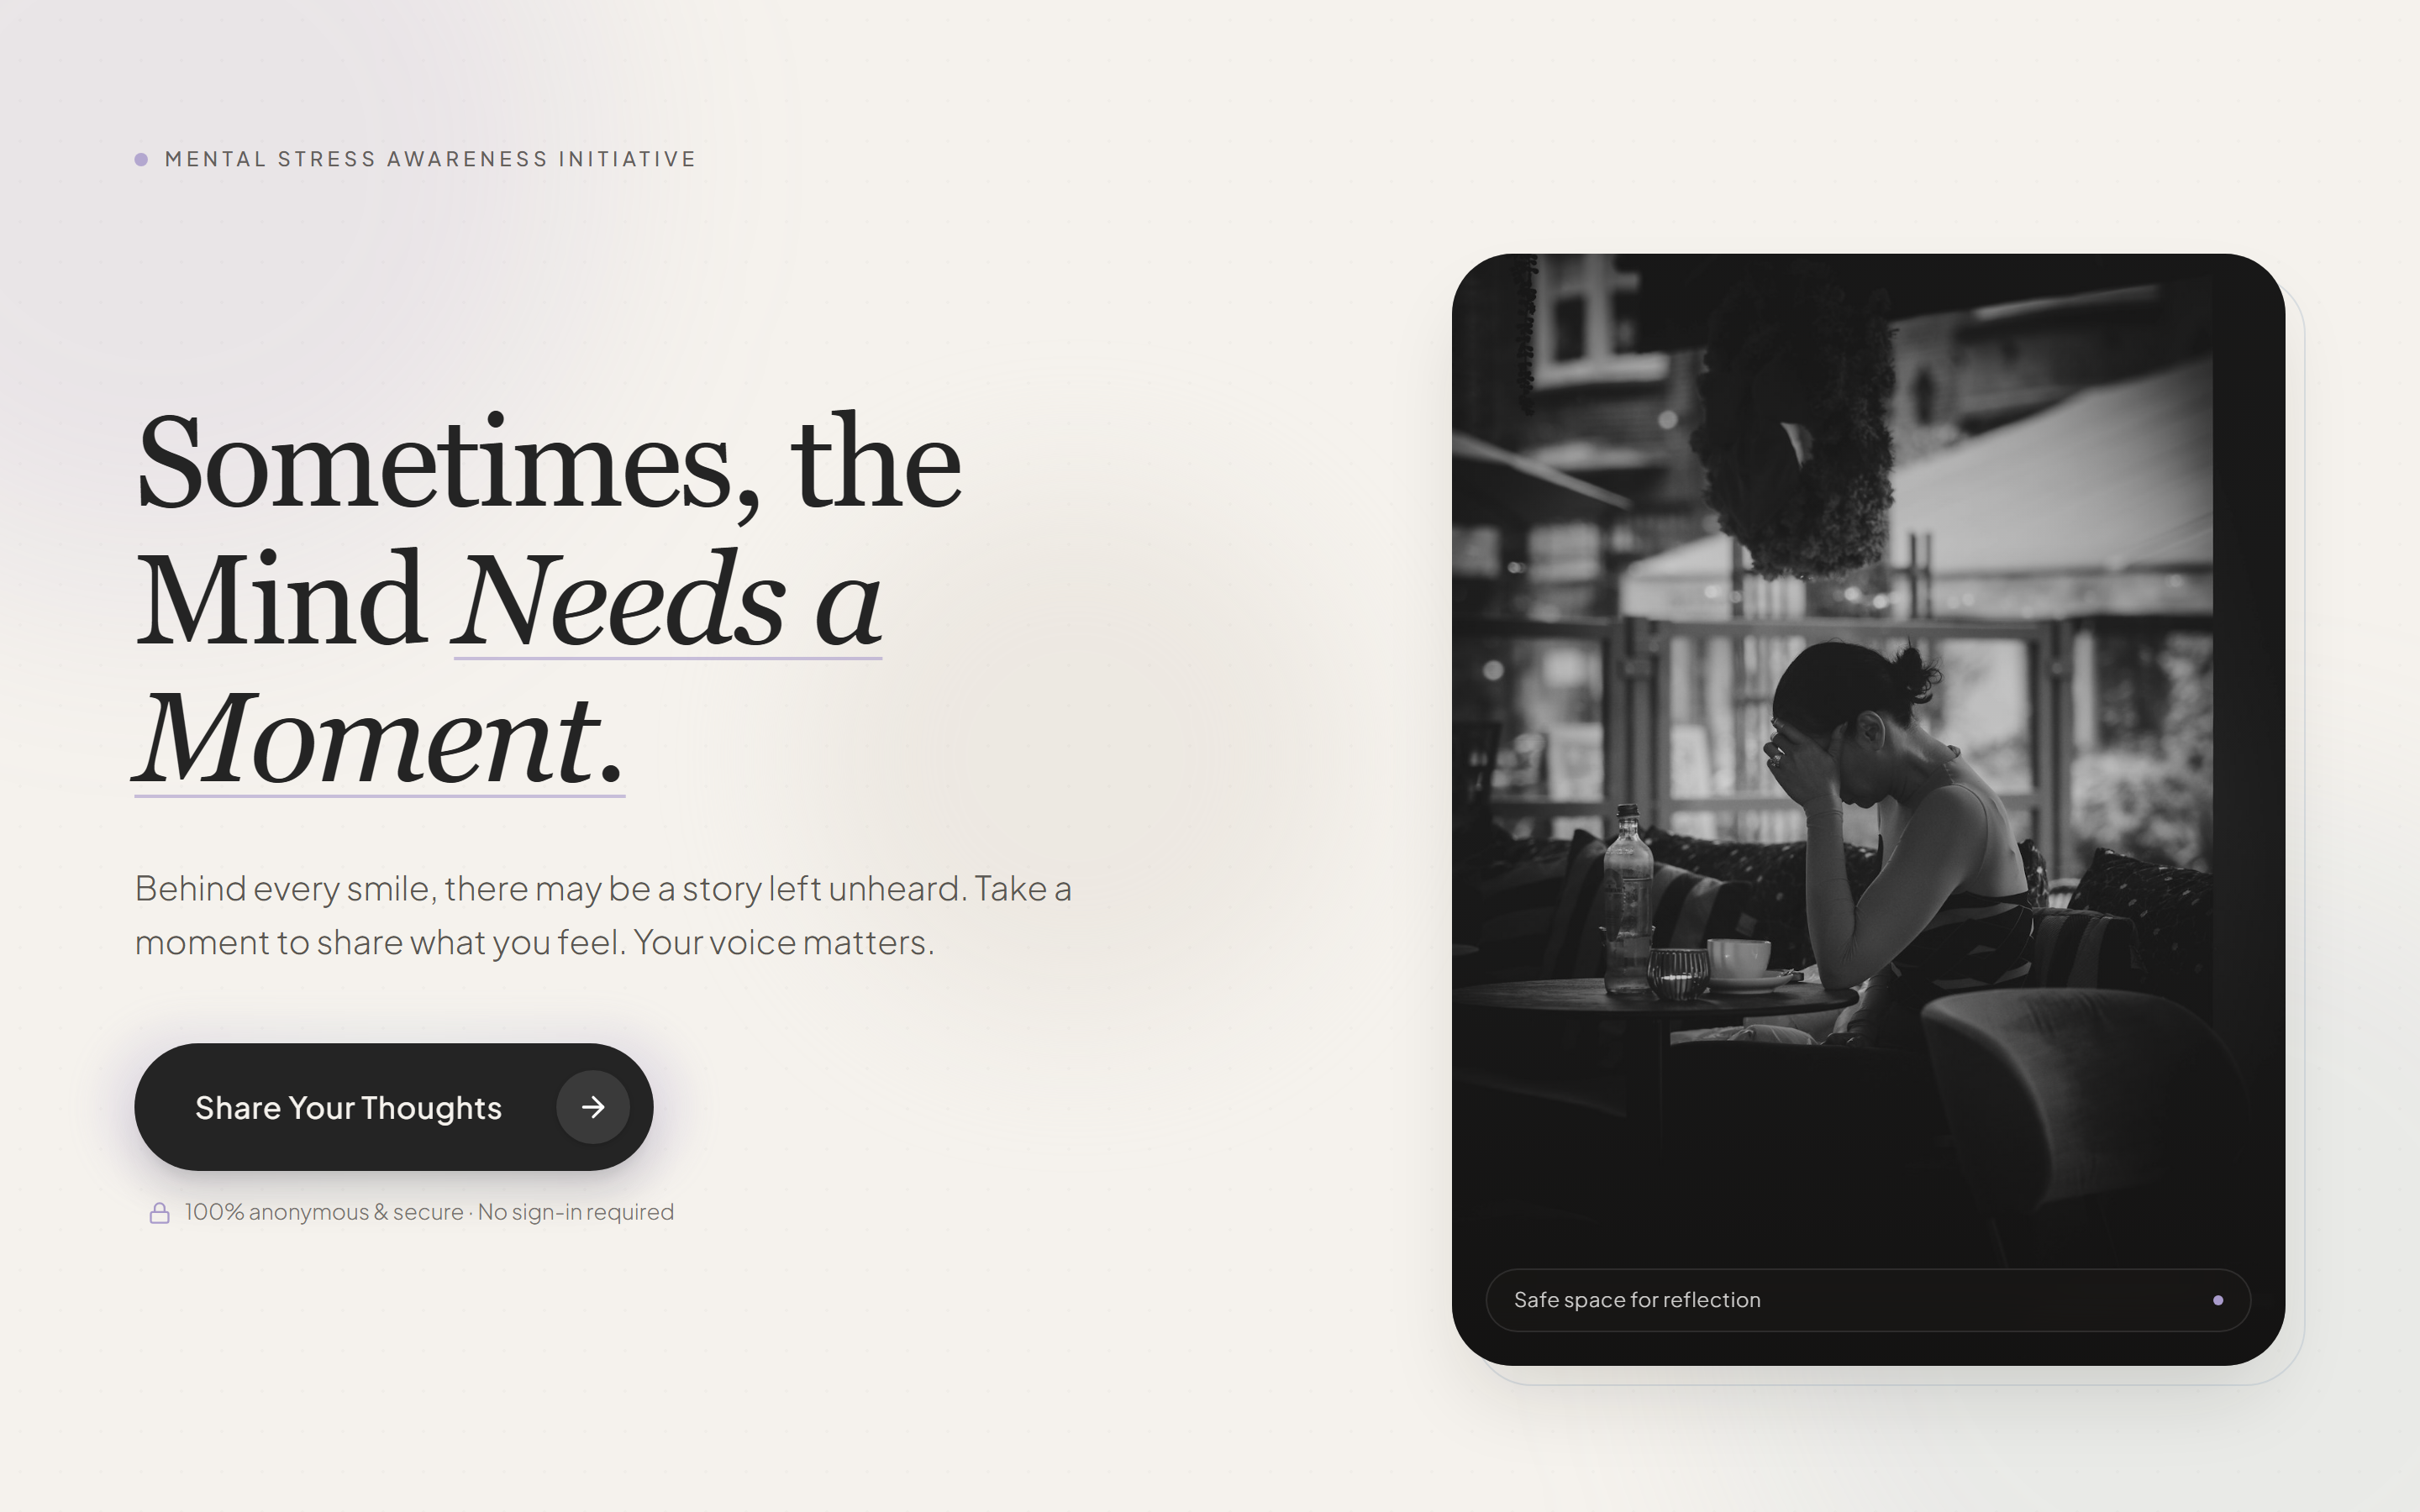 MENTAL STRESS AWARENESS INITIATIVE
Sometimes, the
Mind Needs a
Moment.
Behind every smile, there may be a story left unheard. Take a
moment to share what you feel. Your voice matters.
Share Your Thoughts
100% anonymous & secure · No sign-in required
Safe space for reflection